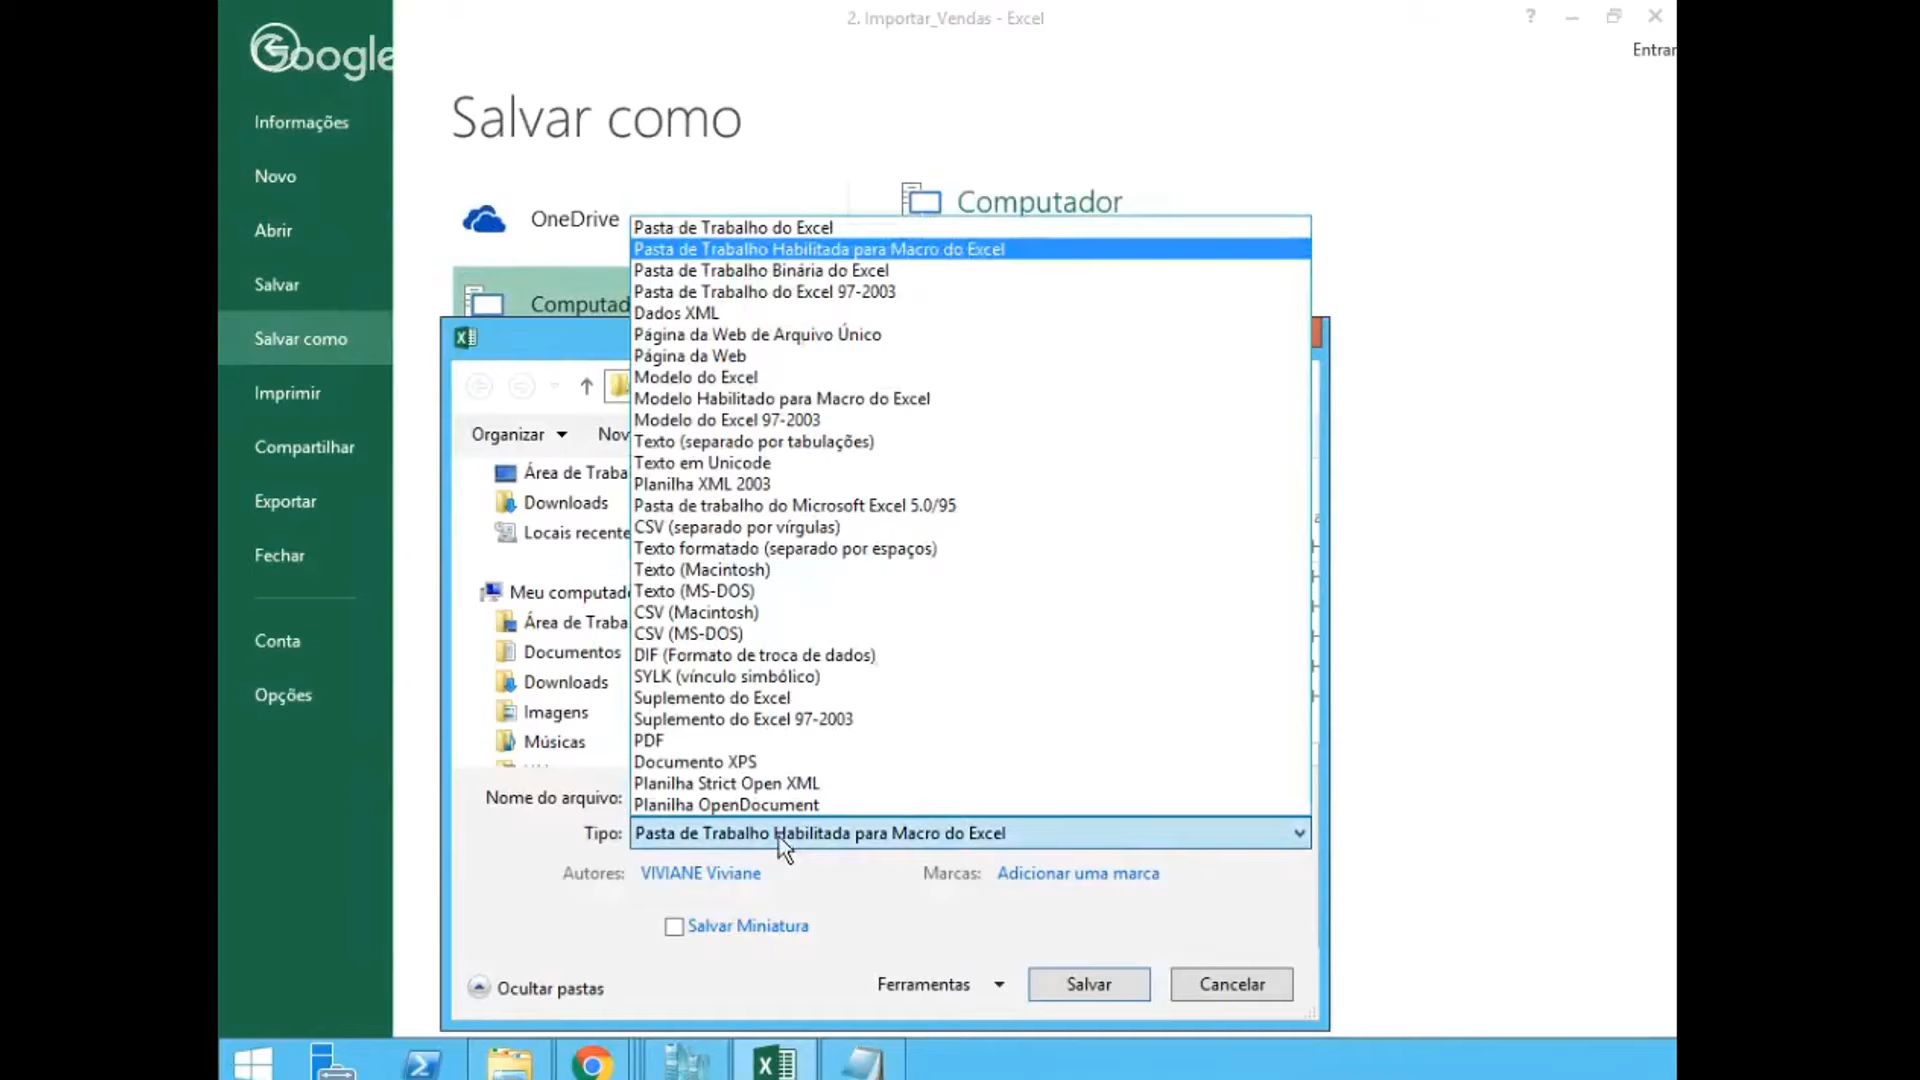 2. Importar_Vendas - Excel
?
Entrar
Google
Informações
Novo
Abrir
Salvar
Salvar como
Imprimir
Compartilhar
Exportar
Fechar
Conta
Opções
Salvar como
OneDrive
Computador
Computad
Pasta de Trabalho do Excel
Pasta de Trabalho Habilitada para Macro do Excel
Pasta de Trabalho Binária do Excel
Pasta de Trabalho do Excel 97-2003
Dados XML
Página da Web de Arquivo Único
Página da Web
Modelo do Excel
Modelo Habilitado para Macro do Excel
Modelo do Excel 97-2003
Texto (separado por tabulações)
Texto em Unicode
Planilha XML 2003
Pasta de trabalho do Microsoft Excel 5.0/95
CSV (separado por vírgulas)
Texto formatado (separado por espaços)
Texto (Macintosh)
Texto (MS-DOS)
CSV (Macintosh)
CSV (MS-DOS)
DIF (Formato de troca de dados)
SYLK (vínculo simbólico)
Suplemento do Excel
Suplemento do Excel 97-2003
PDF
Documento XPS
Planilha Strict Open XML
Planilha OpenDocument
Organizar
Nov
Área de Traba
Downloads
Locais recente
Meu computado
Área de Traba
Documentos
Downloads
Imagens
Músicas
Nome do arquivo:
Tipo: Pasta de Trabalho Habilitada para Macro do Excel
Autores: VIVIANE Viviane
Marcas: Adicionar uma marca
Salvar Miniatura
Ocultar pastas
Ferramentas
Salvar
Cancelar